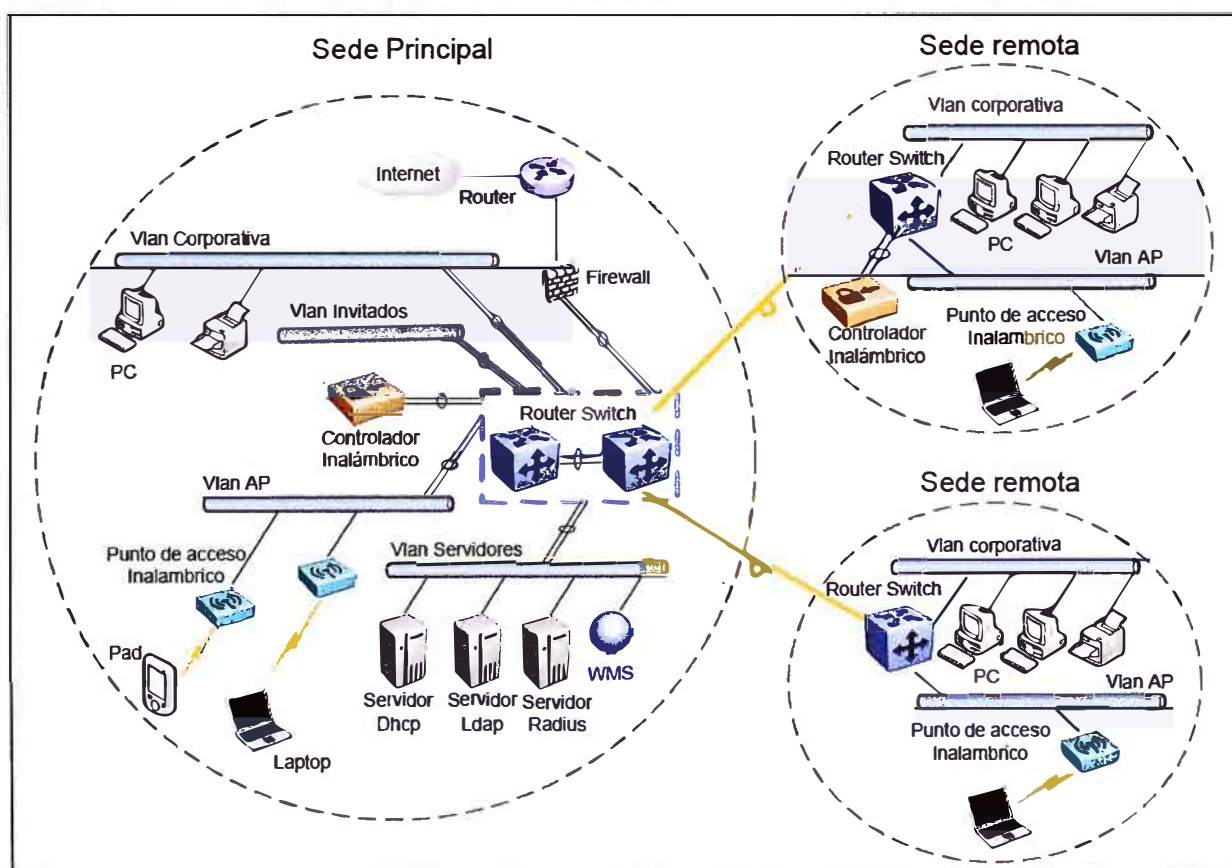 Sede Principal
Internet
Router
Vlan Corporativa
Firewall
Vlan Invitados
PC
Controlador
Inalámbrico
Router Switch
Vlan AP
Punto de acceso
Inalambrico
Vlan Servidores
Pad
Laptop
Servidor
Dhcp
Servidor
Ldap
Servidor
Radius
WMS
Sede remota
Vlan corporativa
Router Switch
PC
Vlan AP
Controlador
Inalámbrico
Punto de acceso
Inalambrico
Sede remota
Vlan corporativa
Router Switch
PC
Vlan AP
Punto de acceso
Inalambrico